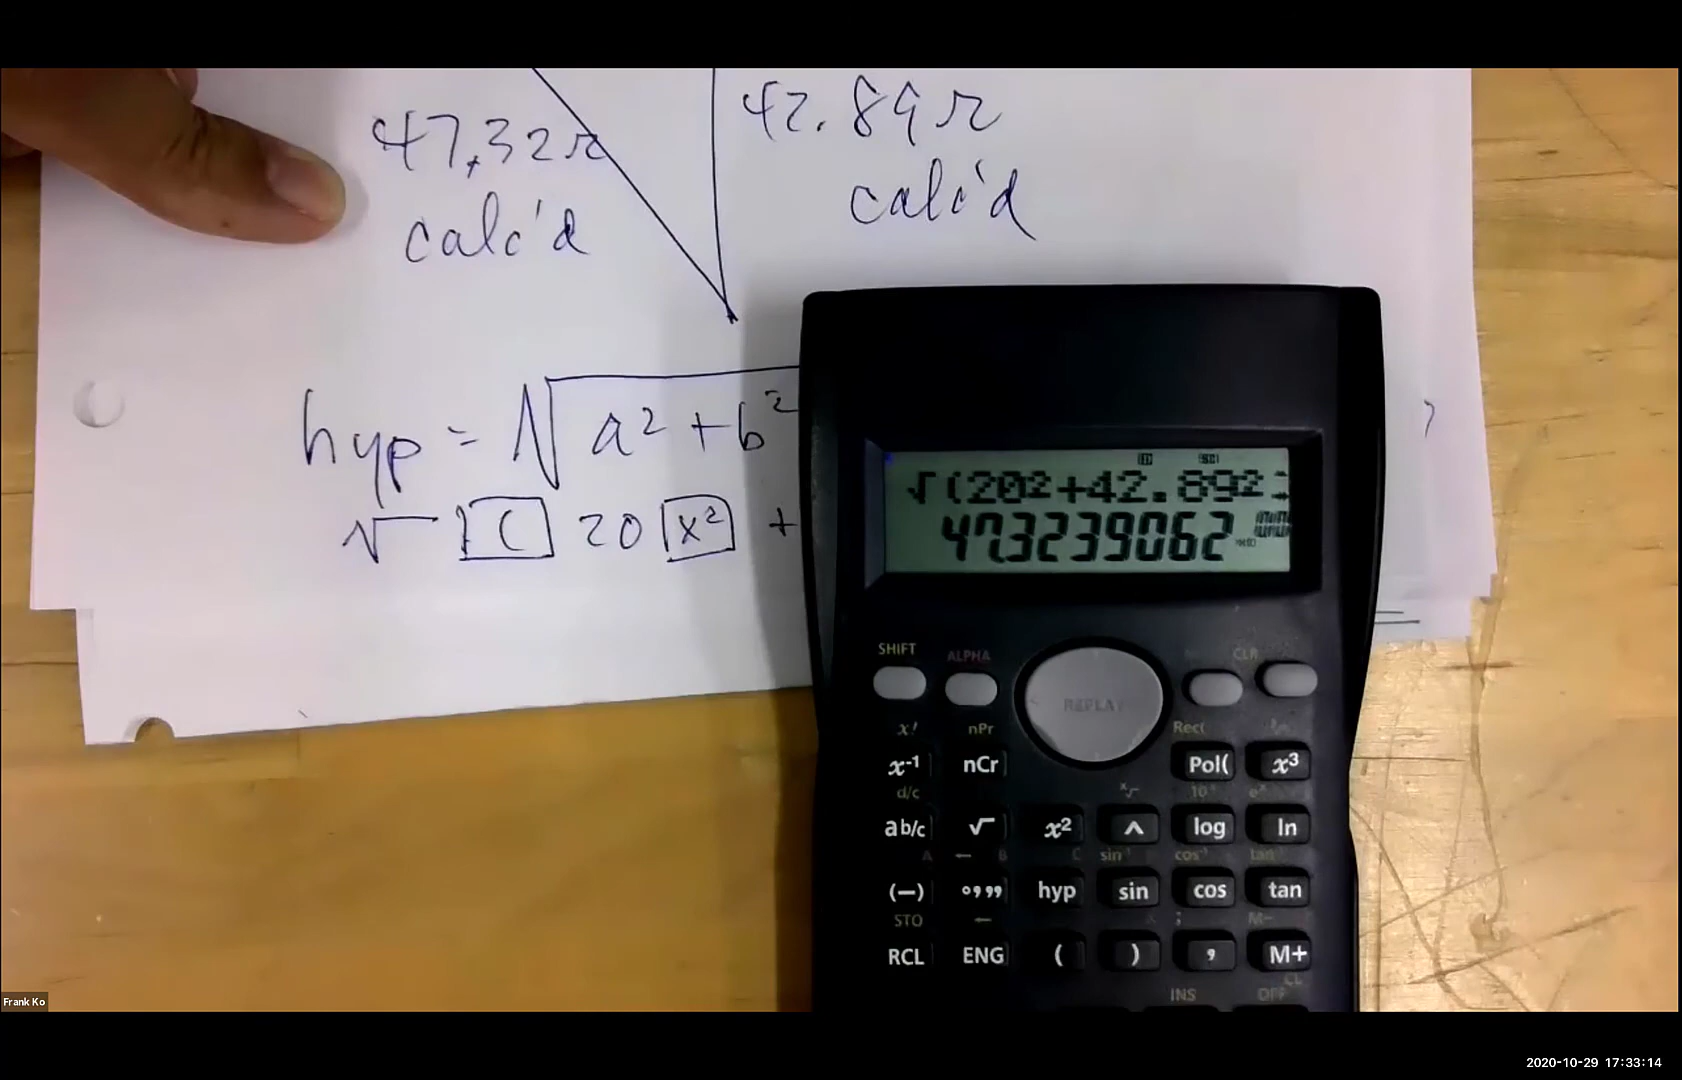 47.32Ω
42.89Ω
calc'd
calc'd
hyp = √a² + b²
√ ( 20 x² +
√(20²+42.89²
47.3239062 00
SHIFT
ALPHA
REPLAY
CLR
x!
nPr
Rec(
x⁻¹
nCr
Pol(
x³
d/c
10ˣ
eˣ
ab/c
√
x²
^
log
ln
A
←
B
C
sin⁻¹
cos⁻¹
tan⁻¹
(−)
°,,,
hyp
sin
cos
tan
STO
←
;
M−
RCL
ENG
(
)
,
M+
INS
OFF
CL
Frank Ko
2020-10-29 17:33:14